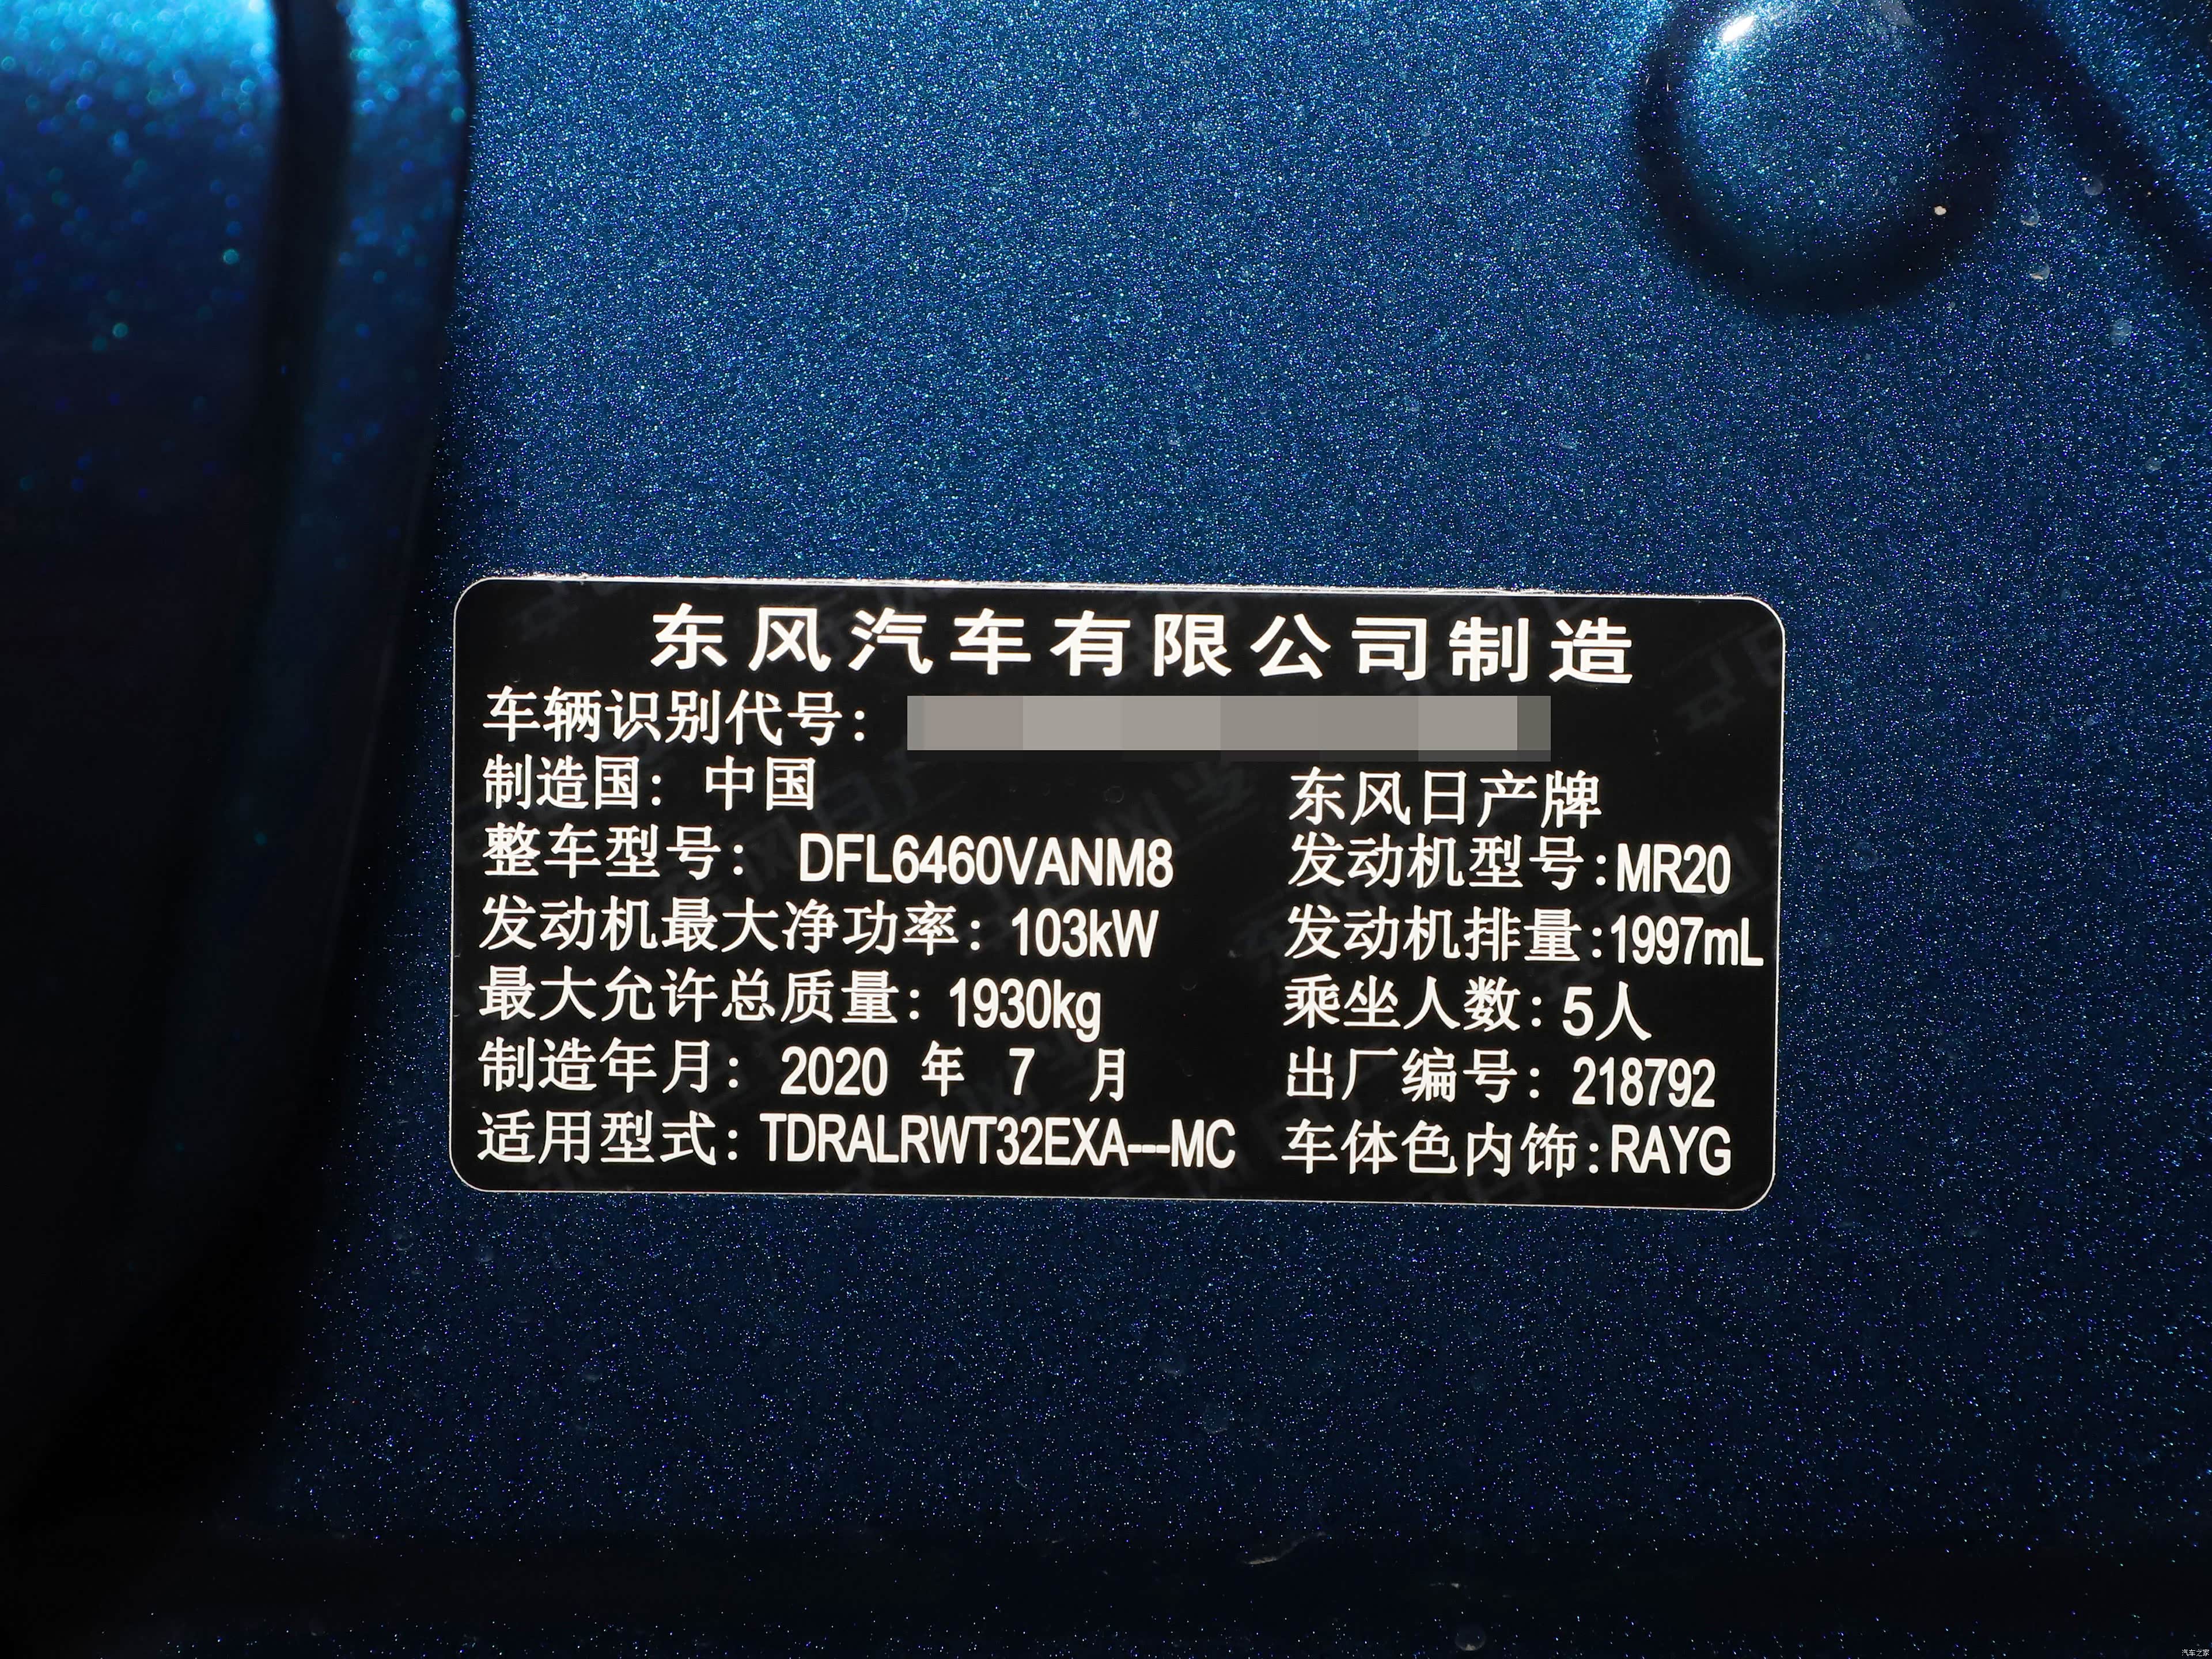 东风汽车有限公司制造
车辆识别代号：
制造国：中国 东风日产牌
整车型号：DFL6460VANM8 发动机型号:MR20
发动机最大净功率：103kW 发动机排量:1997mL
最大允许总质量：1930kg 乘坐人数：5人
制造年月：2020 年 7 月 出厂编号：218792
适用型式：TDRALRWT32EXA---MC 车体色内饰:RAYG
汽车之家